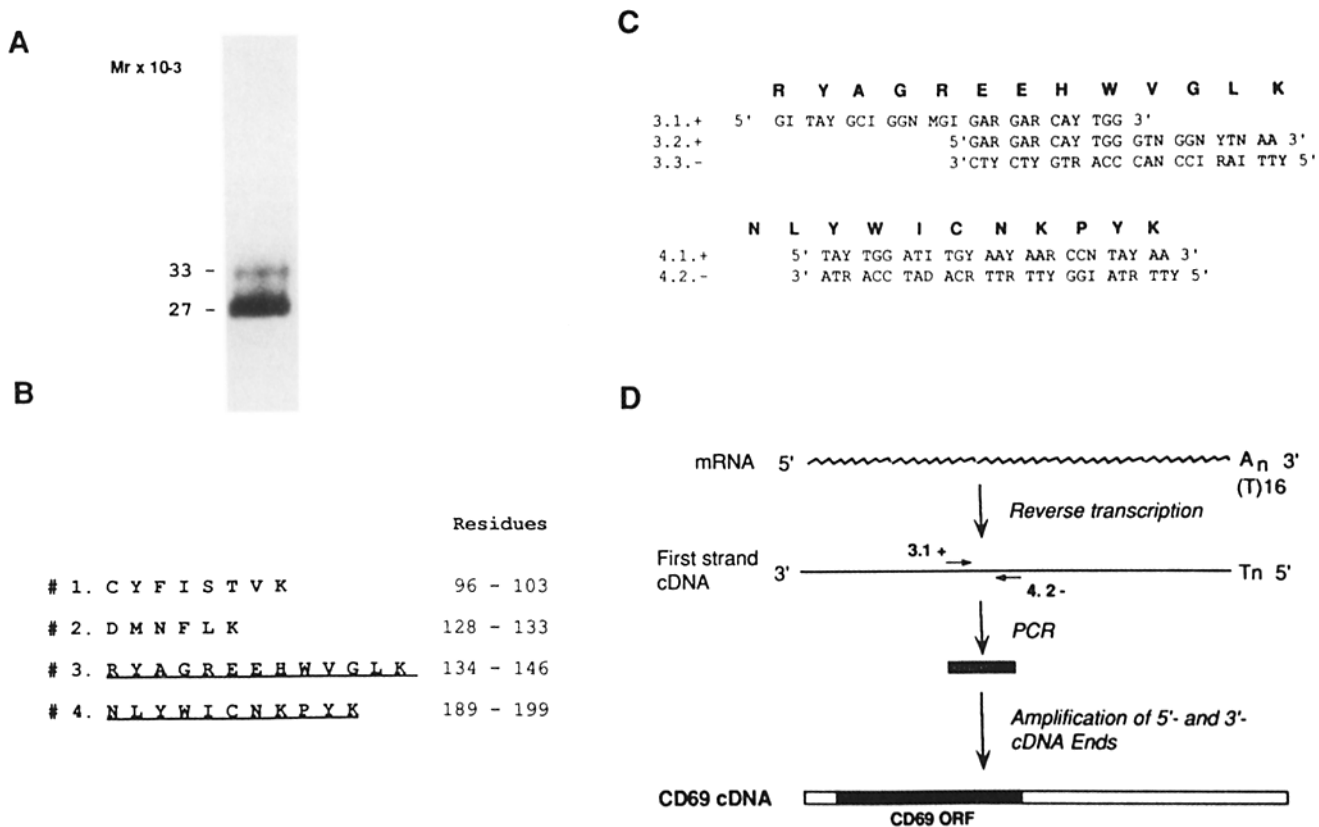 A
Mr x 10-3
33 -
27 -
B
Residues
# 1. C Y F I S T V K 96 - 103
# 2. D M N F L K 128 - 133
# 3. R Y A G R E E H W V G L K 134 - 146
# 4. N L Y W I C N K P Y K 189 - 199
C
R Y A G R E E H W V G L K
3.1.+ 5' GI TAY GCI GGN MGI GAR GAR CAY TGG 3'
3.2.+ 5'GAR GAR CAY TGG GTN GGN YTN AA 3'
3.3.- 3'CTY CTY GTR ACC CAN CCI RAI TTY 5'
N L Y W I C N K P Y K
4.1.+ 5' TAY TGG ATI TGY AAY AAR CCN TAY AA 3'
4.2.- 3' ATR ACC TAD ACR TTR TTY GGI ATR TTY 5'
D
mRNA 5' An 3'
(T)16
Reverse transcription
3.1 +
First strand cDNA 3' Tn 5'
4. 2 -
PCR
Amplification of 5'- and 3'-
cDNA Ends
CD69 cDNA
CD69 ORF